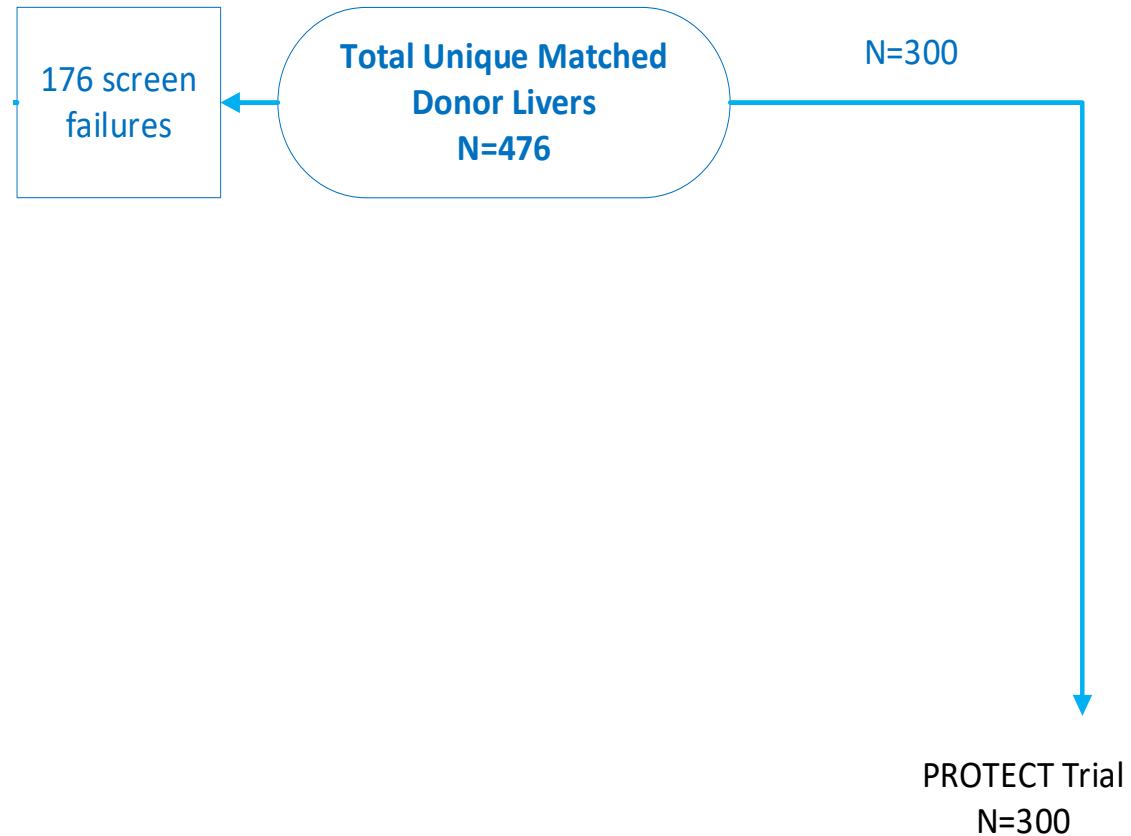 176 screen
failures
Total Unique Matched
Donor Livers
N=476
N=300
PROTECT Trial
N=300